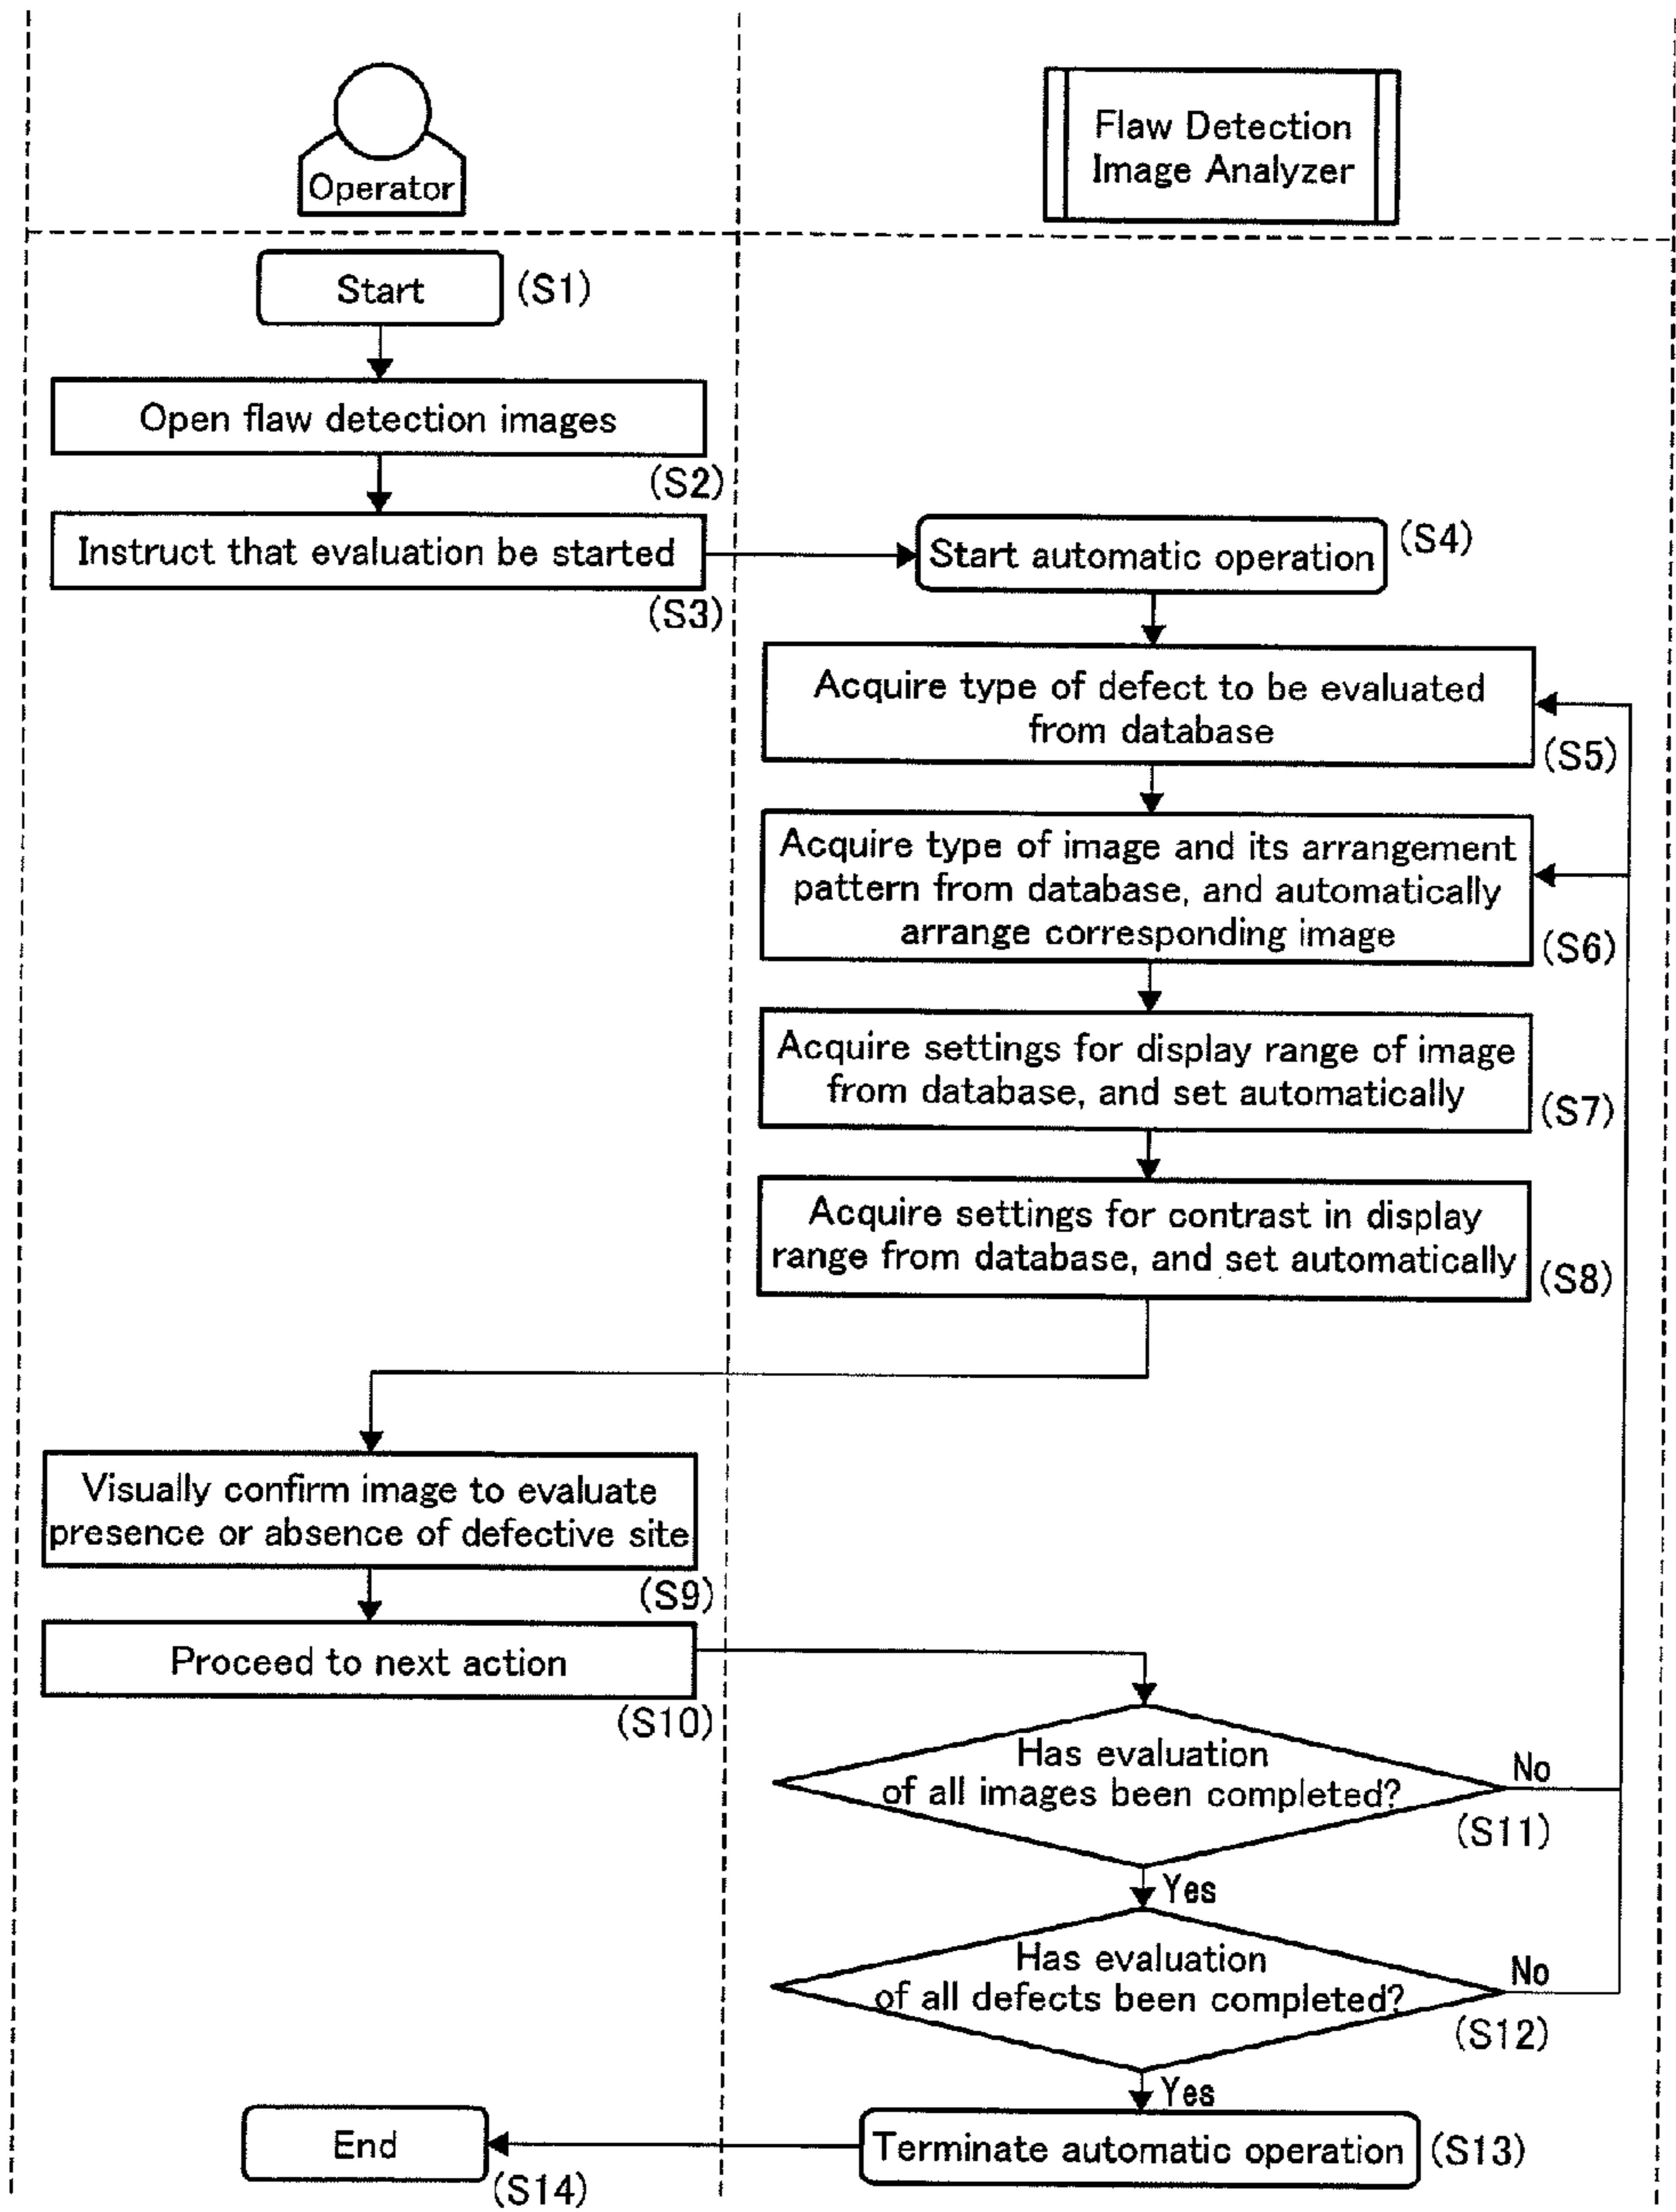 Operator
Flaw Detection
Image Analyzer
Start
(S1)
Open flaw detection images
(S2)
Instruct that evaluation be started
(S3)
Start automatic operation
(S4)
Acquire type of defect to be evaluated
from database
(S5)
Acquire type of image and its arrangement
pattern from database, and automatically
arrange corresponding image
(S6)
Acquire settings for display range of image
from database, and set automatically
(S7)
Acquire settings for contrast in display
range from database, and set automatically
(S8)
Visually confirm image to evaluate
presence or absence of defective site
(S9)
Proceed to next action
(S10)
Has evaluation
of all images been completed?
No
(S11)
Yes
Has evaluation
of all defects been completed?
No
(S12)
Yes
Terminate automatic operation
(S13)
End
(S14)